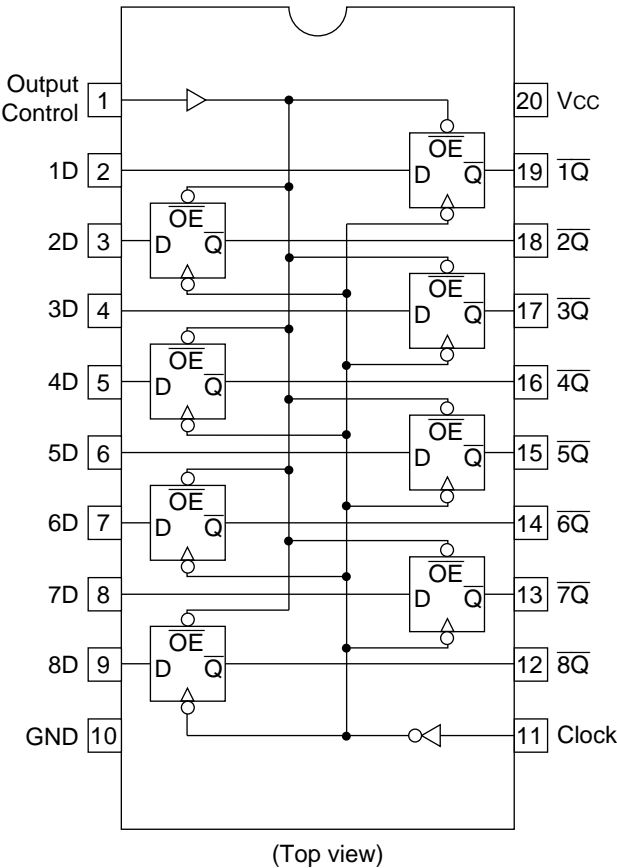 Output
Control 1
20 Vcc
OE
1D 2
D Q̅
19 1Q̅
OE
2D 3
D Q̅
18 2Q̅
OE
3D 4
D Q̅
17 3Q̅
OE
4D 5
D Q̅
16 4Q̅
OE
5D 6
D Q̅
15 5Q̅
OE
6D 7
D Q̅
14 6Q̅
OE
7D 8
D Q̅
13 7Q̅
OE
8D 9
D Q̅
12 8Q̅
GND 10
11 Clock
(Top view)